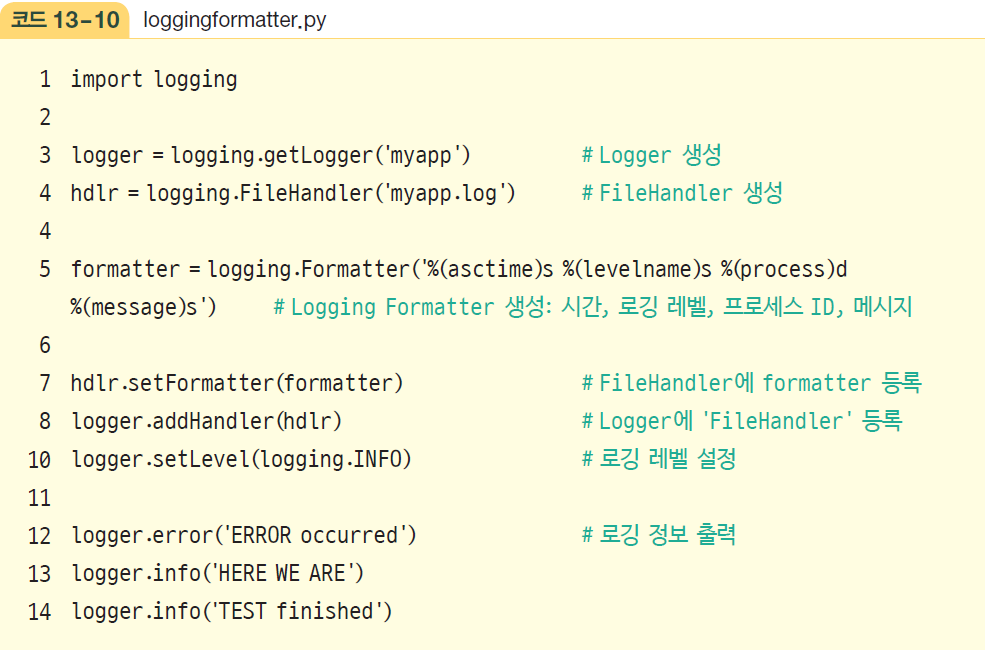 코드 13-10 loggingformatter.py
1 import logging
2
3 logger = logging.getLogger('myapp') # Logger 생성
4 hdlr = logging.FileHandler('myapp.log') # FileHandler 생성
4
5 formatter = logging.Formatter('%(asctime)s %(levelname)s %(process)d
%(message)s') # Logging Formatter 생성: 시간, 로깅 레벨, 프로세스 ID, 메시지
6
7 hdlr.setFormatter(formatter) # FileHandler에 formatter 등록
8 logger.addHandler(hdlr) # Logger에 'FileHandler' 등록
10 logger.setLevel(logging.INFO) # 로깅 레벨 설정
11
12 logger.error('ERROR occurred') # 로깅 정보 출력
13 logger.info('HERE WE ARE')
14 logger.info('TEST finished')